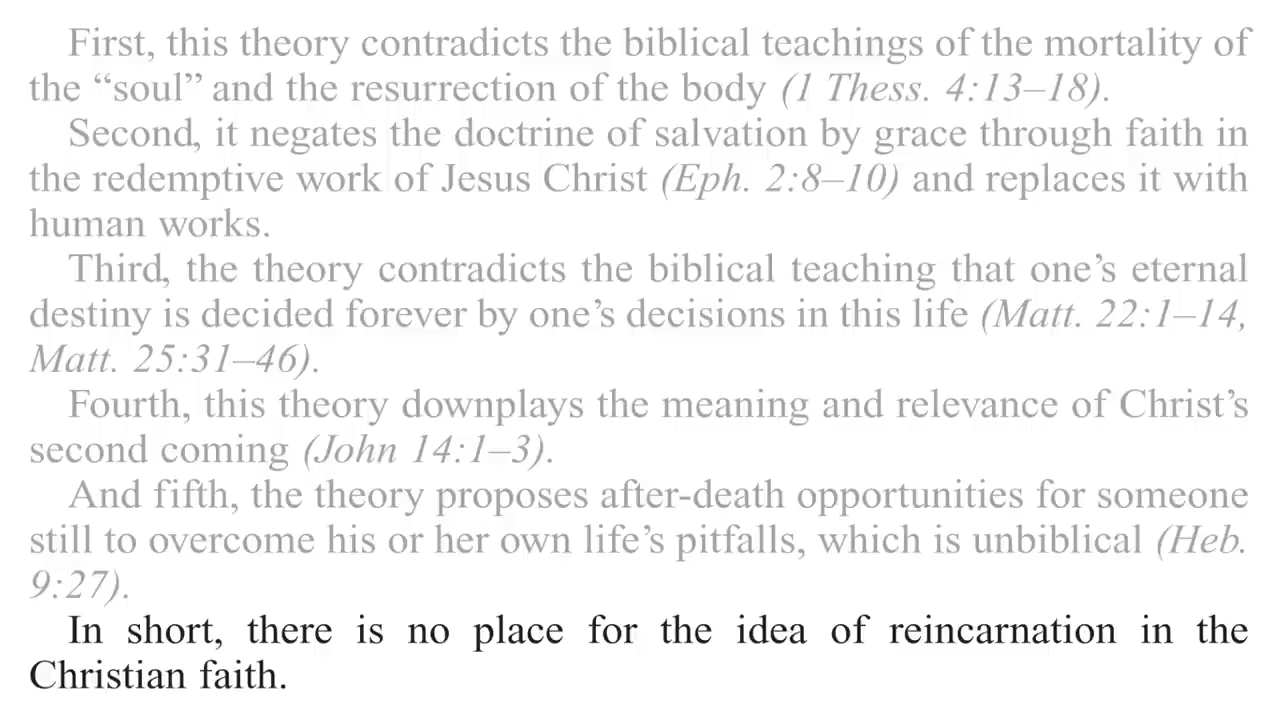 First, this theory contradicts the biblical teachings of the mortality of
the “soul” and the resurrection of the body (1 Thess. 4:13–18).
Second, it negates the doctrine of salvation by grace through faith in
the redemptive work of Jesus Christ (Eph. 2:8–10) and replaces it with
human works.
Third, the theory contradicts the biblical teaching that one’s eternal
destiny is decided forever by one’s decisions in this life (Matt. 22:1–14,
Matt. 25:31–46).
Fourth, this theory downplays the meaning and relevance of Christ’s
second coming (John 14:1–3).
And fifth, the theory proposes after-death opportunities for someone
still to overcome his or her own life’s pitfalls, which is unbiblical (Heb.
9:27).
In short, there is no place for the idea of reincarnation in the
Christian faith.